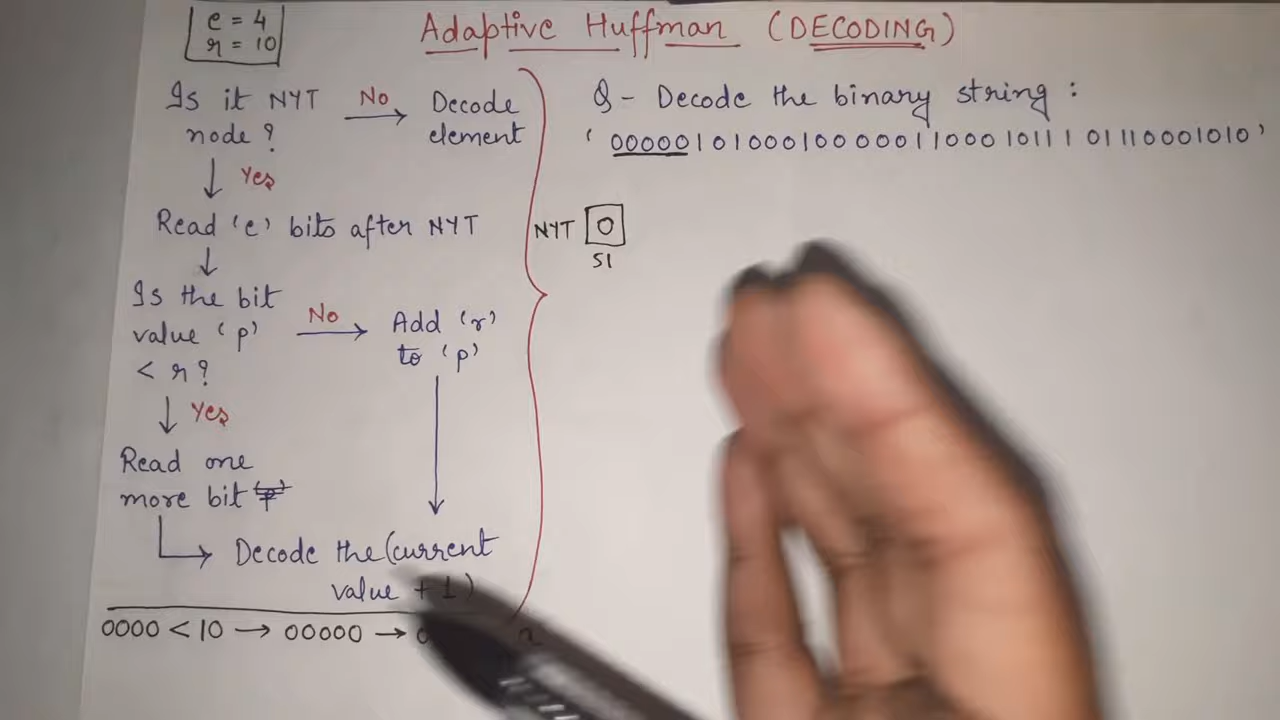 e = 4
r = 10
Adaptive Huffman (DECODING)
Is it NYT
node ?
No
Decode
element
Yes
Read 'e' bits after NYT
Is the bit
value 'p'
< r ?
No
Add 'r'
to 'p'
Yes
Read one
more bit
Decode the (current
value + 1)
0000 < 10 → 00000 →
Q - Decode the binary string :
'00000101000100000110001011101110001010'
NYT 0
51